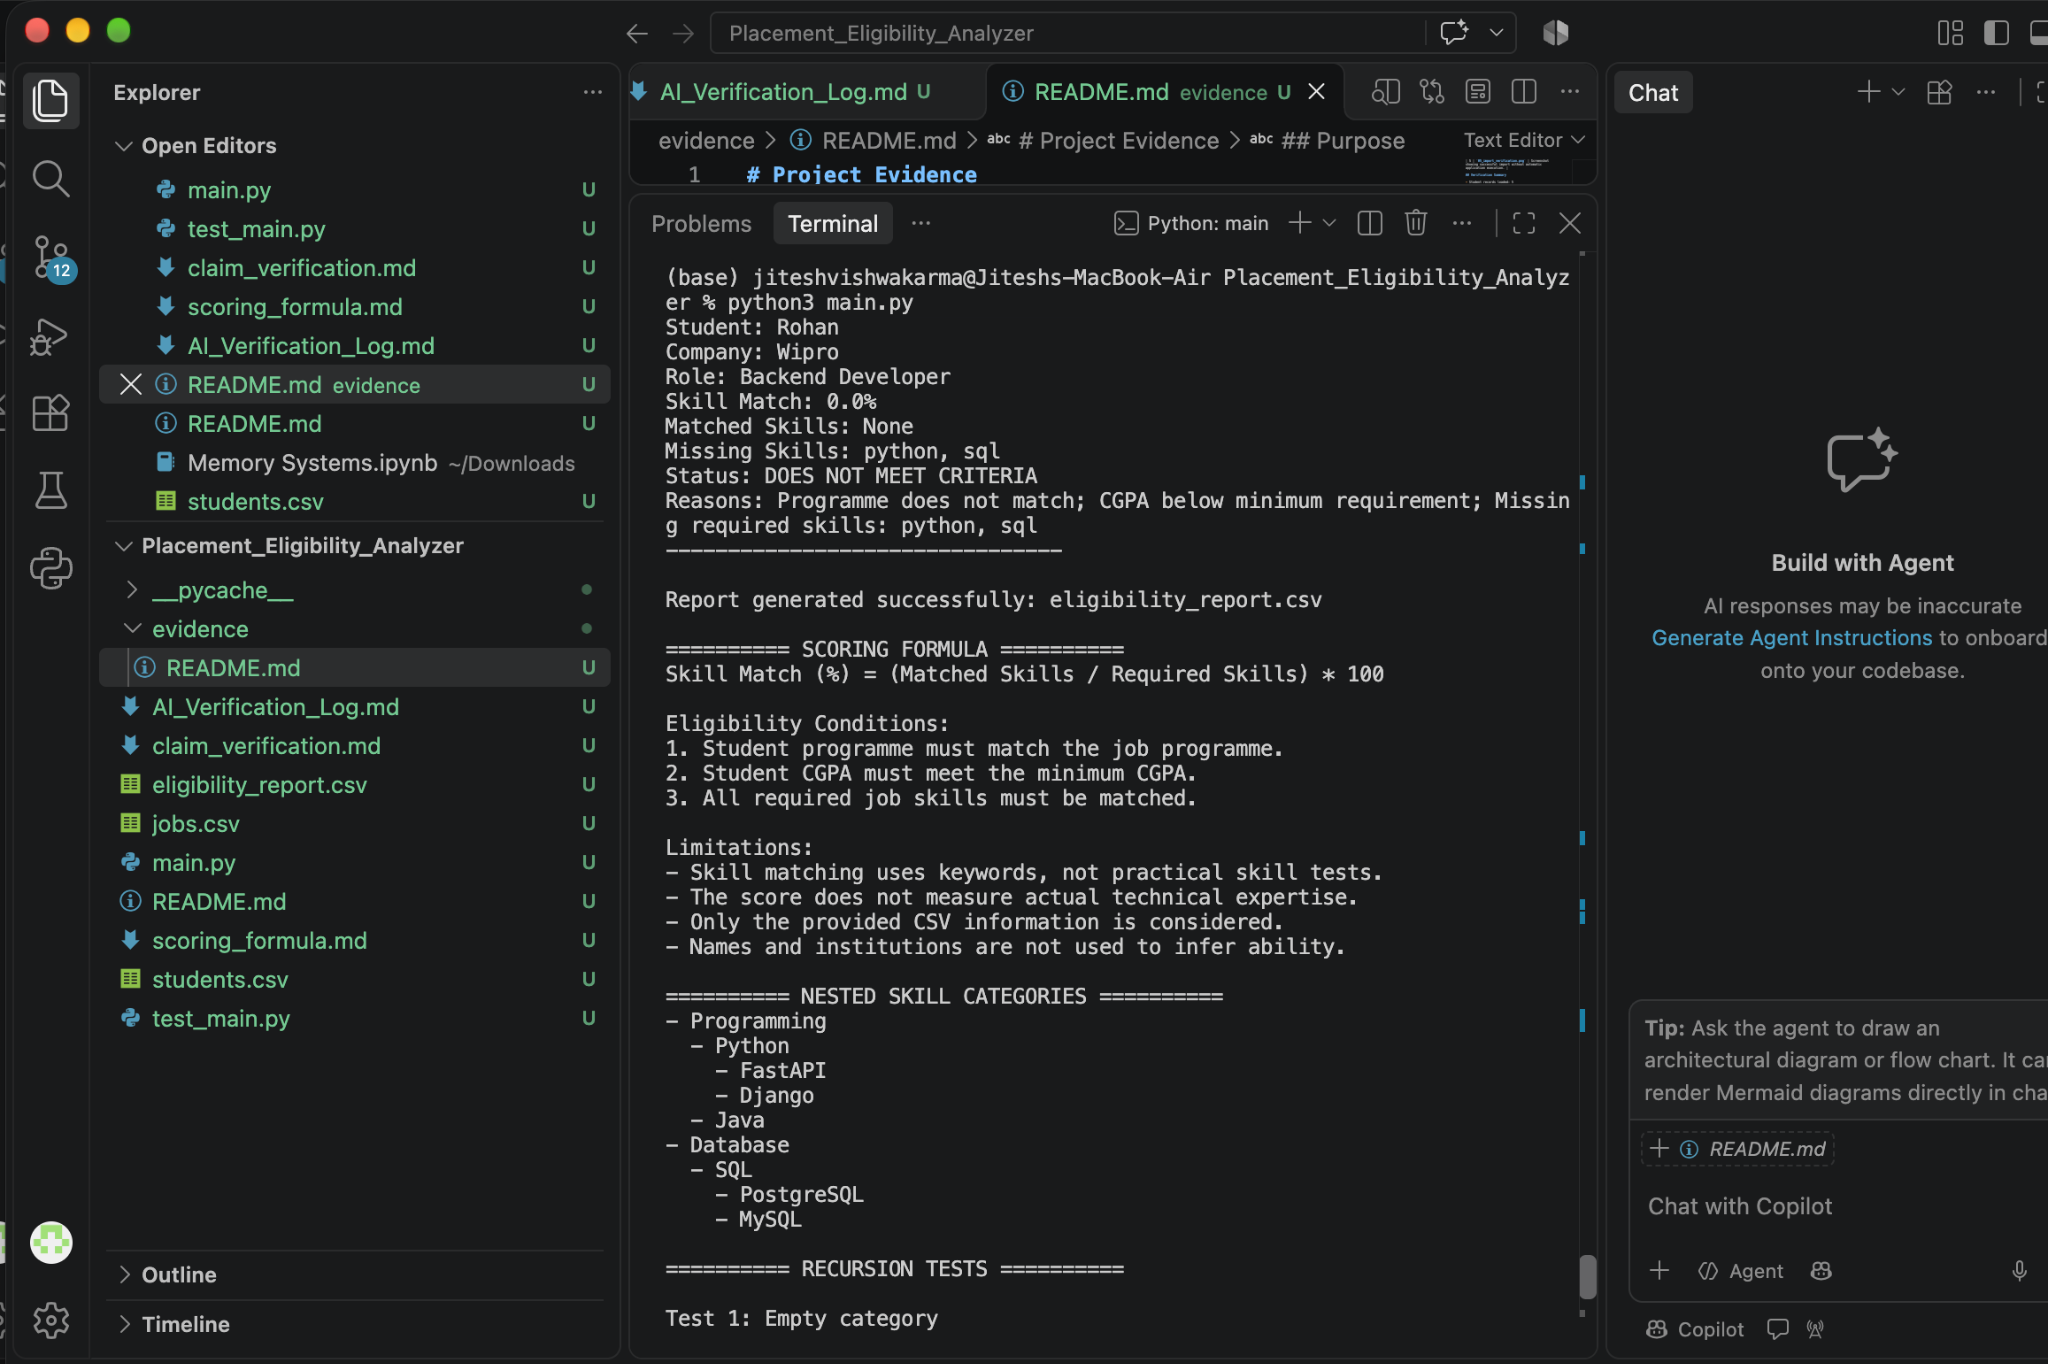 Placement_Eligibility_Analyzer
Explorer
Open Editors
main.py U
test_main.py U
claim_verification.md U
scoring_formula.md U
AI_Verification_Log.md U
README.md evidence U
README.md U
Memory Systems.ipynb ~/Downloads
students.csv U
Placement_Eligibility_Analyzer
__pycache__
evidence
README.md U
AI_Verification_Log.md U
claim_verification.md U
eligibility_report.csv U
jobs.csv U
main.py U
README.md U
scoring_formula.md U
students.csv U
test_main.py U
Outline
Timeline
12
AI_Verification_Log.md U
README.md evidence U
evidence > README.md > abc # Project Evidence > abc ## Purpose
Text Editor
1 # Project Evidence
Problems
Terminal
Python: main
(base) jiteshvishwakarma@Jiteshs-MacBook-Air Placement_Eligibility_Analyz
er % python3 main.py
Student: Rohan
Company: Wipro
Role: Backend Developer
Skill Match: 0.0%
Matched Skills: None
Missing Skills: python, sql
Status: DOES NOT MEET CRITERIA
Reasons: Programme does not match; CGPA below minimum requirement; Missin
g required skills: python, sql
--------------------------------
Report generated successfully: eligibility_report.csv
========== SCORING FORMULA ==========
Skill Match (%) = (Matched Skills / Required Skills) * 100
Eligibility Conditions:
1. Student programme must match the job programme.
2. Student CGPA must meet the minimum CGPA.
3. All required job skills must be matched.
Limitations:
- Skill matching uses keywords, not practical skill tests.
- The score does not measure actual technical expertise.
- Only the provided CSV information is considered.
- Names and institutions are not used to infer ability.
========== NESTED SKILL CATEGORIES ==========
- Programming
- Python
- FastAPI
- Django
- Java
- Database
- SQL
- PostgreSQL
- MySQL
========== RECURSION TESTS ==========
Test 1: Empty category
Chat
Build with Agent
AI responses may be inaccurate
Generate Agent Instructions to onboard
onto your codebase.
Tip: Ask the agent to draw an
architectural diagram or flow chart. It ca
render Mermaid diagrams directly in cha
README.md
Chat with Copilot
Agent
Copilot